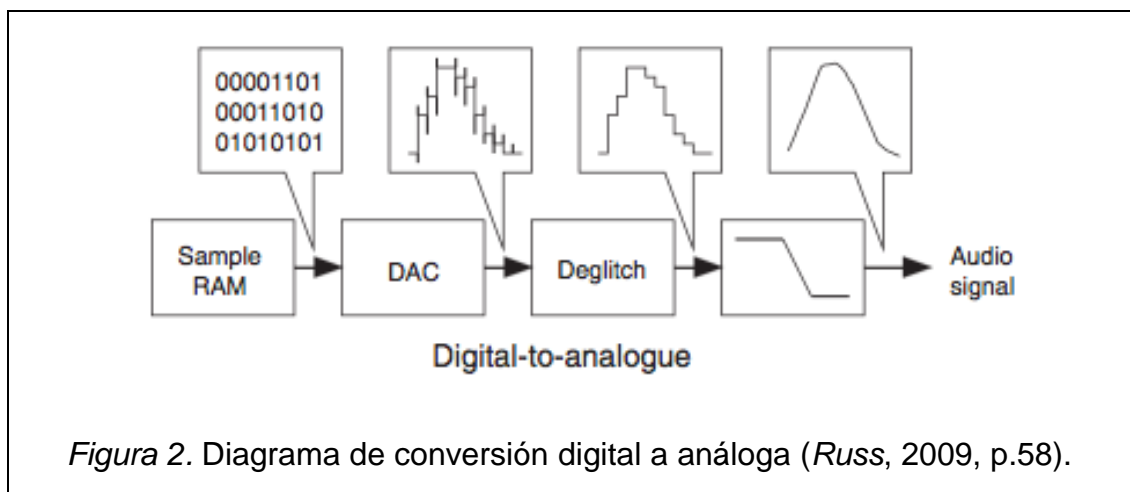 00001101
00011010
01010101
Sample
RAM
DAC
Deglitch
Audio
signal
Digital-to-analogue
Figura 2. Diagrama de conversión digital a análoga (Russ, 2009, p.58).